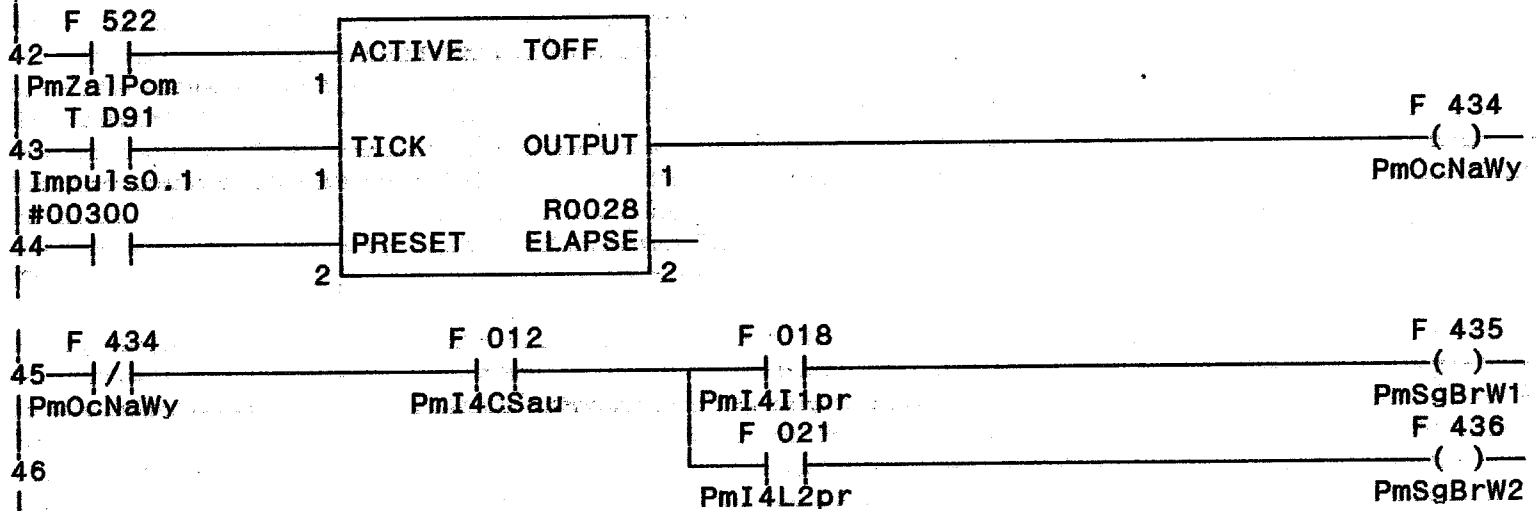 F 522
42 ACTIVE TOFF
PmZalPom 1
T D91 F 434
43 TICK OUTPUT ( )
Impuls0.1 1 1 PmOcNaWy
#00300 R0028
44 PRESET ELAPSE
2 2
F 434 F 012 F 018 F 435
45 / ( )
PmOcNaWy PmI4CSau PmI4I1pr PmSgBrW1
F 021 F 436
46 ( )
PmI4L2pr PmSgBrW2